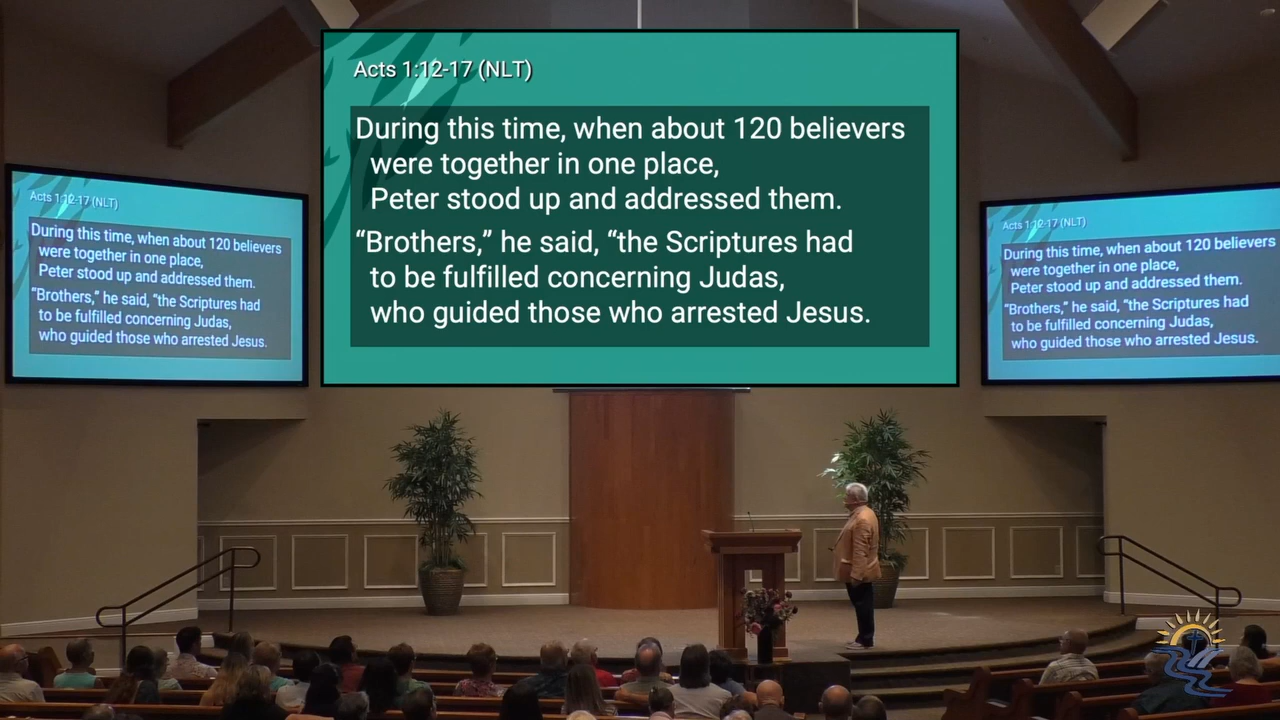 Acts 1:12-17 (NLT)
During this time, when about 120 believers
were together in one place,
Peter stood up and addressed them.
“Brothers,” he said, “the Scriptures had
to be fulfilled concerning Judas,
who guided those who arrested Jesus.
Acts 1:12-17 (NLT)
During this time, when about 120 believers
were together in one place,
Peter stood up and addressed them.
“Brothers,” he said, “the Scriptures had
to be fulfilled concerning Judas,
who guided those who arrested Jesus.
Acts 1:12-17 (NLT)
During this time, when about 120 believers
were together in one place,
Peter stood up and addressed them.
“Brothers,” he said, “the Scriptures had
to be fulfilled concerning Judas,
who guided those who arrested Jesus.